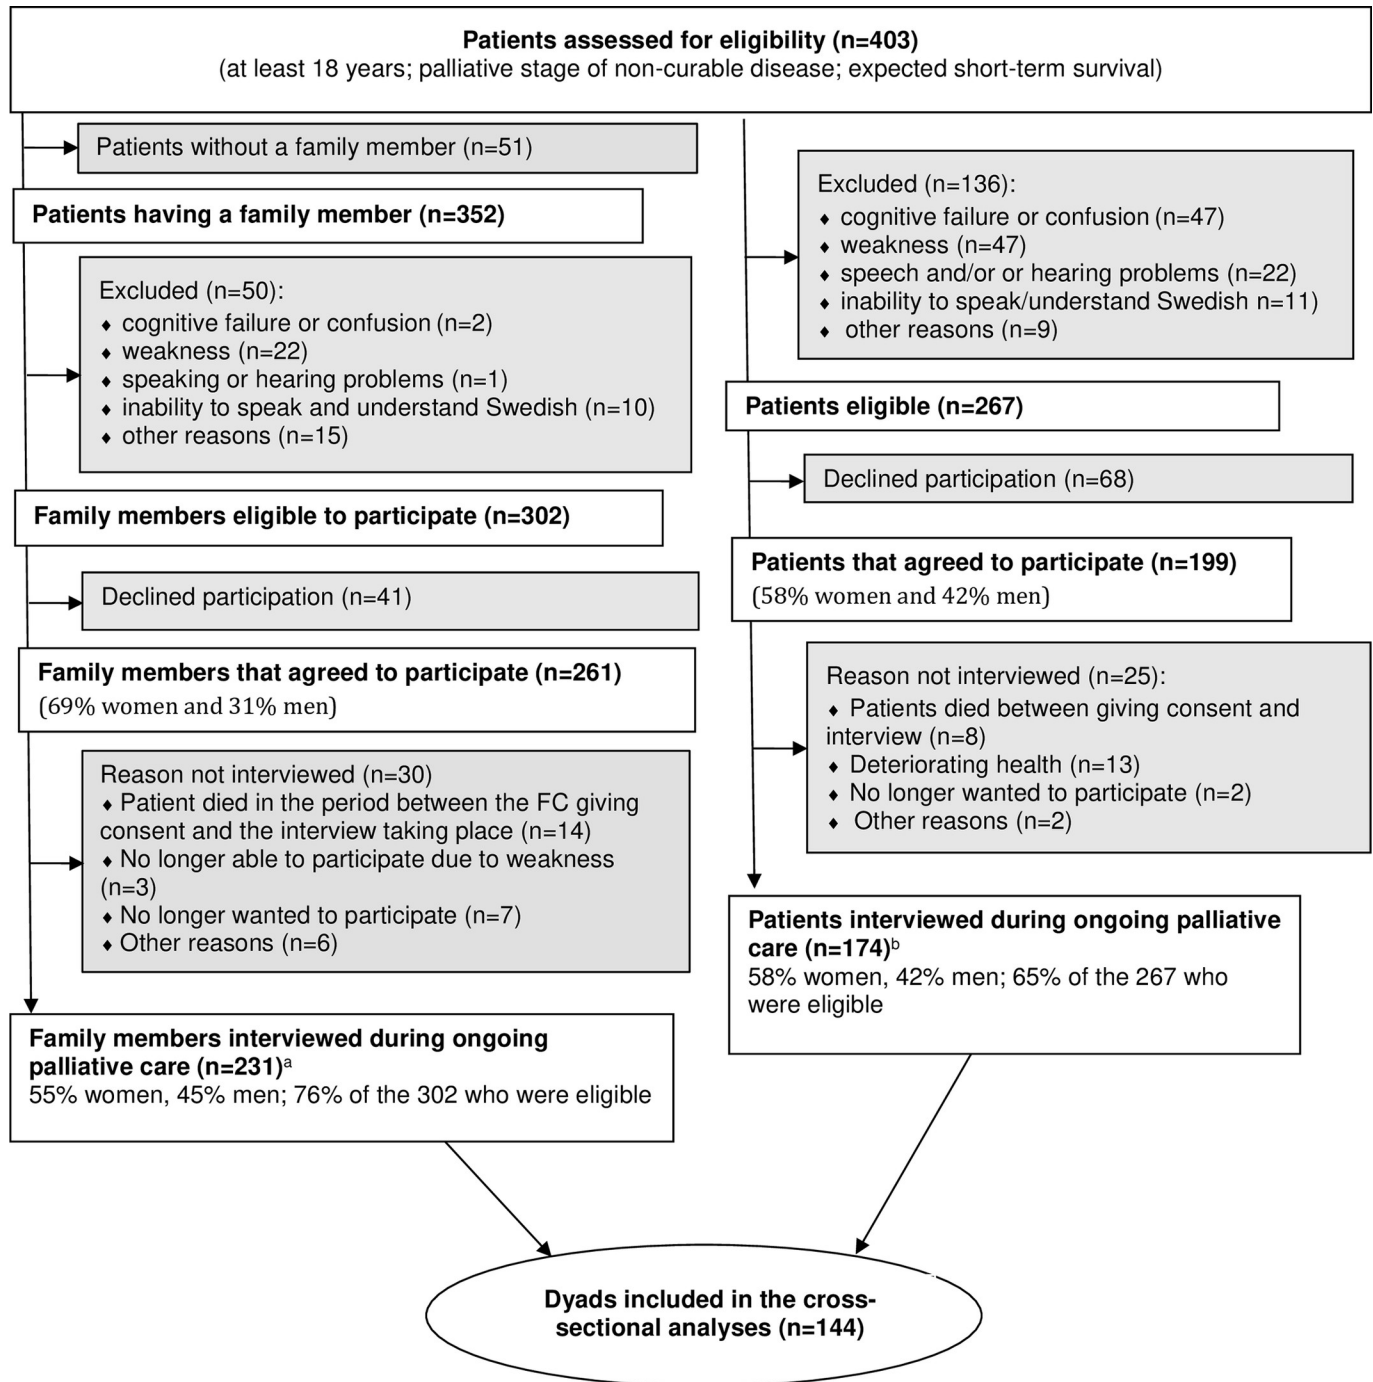 Patients assessed for eligibility (n=403)
(at least 18 years; palliative stage of non-curable disease; expected short-term survival)
Patients without a family member (n=51)
Patients having a family member (n=352)
Excluded (n=50):
♦ cognitive failure or confusion (n=2)
♦ weakness (n=22)
♦ speaking or hearing problems (n=1)
♦ inability to speak and understand Swedish (n=10)
♦ other reasons (n=15)
Family members eligible to participate (n=302)
Declined participation (n=41)
Family members that agreed to participate (n=261)
(69% women and 31% men)
Reason not interviewed (n=30)
♦ Patient died in the period between the FC giving
consent and the interview taking place (n=14)
♦ No longer able to participate due to weakness
(n=3)
♦ No longer wanted to participate (n=7)
♦ Other reasons (n=6)
Family members interviewed during ongoing
palliative care (n=231)a
55% women, 45% men; 76% of the 302 who were eligible
Excluded (n=136):
♦ cognitive failure or confusion (n=47)
♦ weakness (n=47)
♦ speech and/or or hearing problems (n=22)
♦ inability to speak/understand Swedish n=11)
♦ other reasons (n=9)
Patients eligible (n=267)
Declined participation (n=68)
Patients that agreed to participate (n=199)
(58% women and 42% men)
Reason not interviewed (n=25):
♦ Patients died between giving consent and
interview (n=8)
♦ Deteriorating health (n=13)
♦ No longer wanted to participate (n=2)
♦ Other reasons (n=2)
Patients interviewed during ongoing palliative
care (n=174)b
58% women, 42% men; 65% of the 267 who
were eligible
Dyads included in the cross-
sectional analyses (n=144)